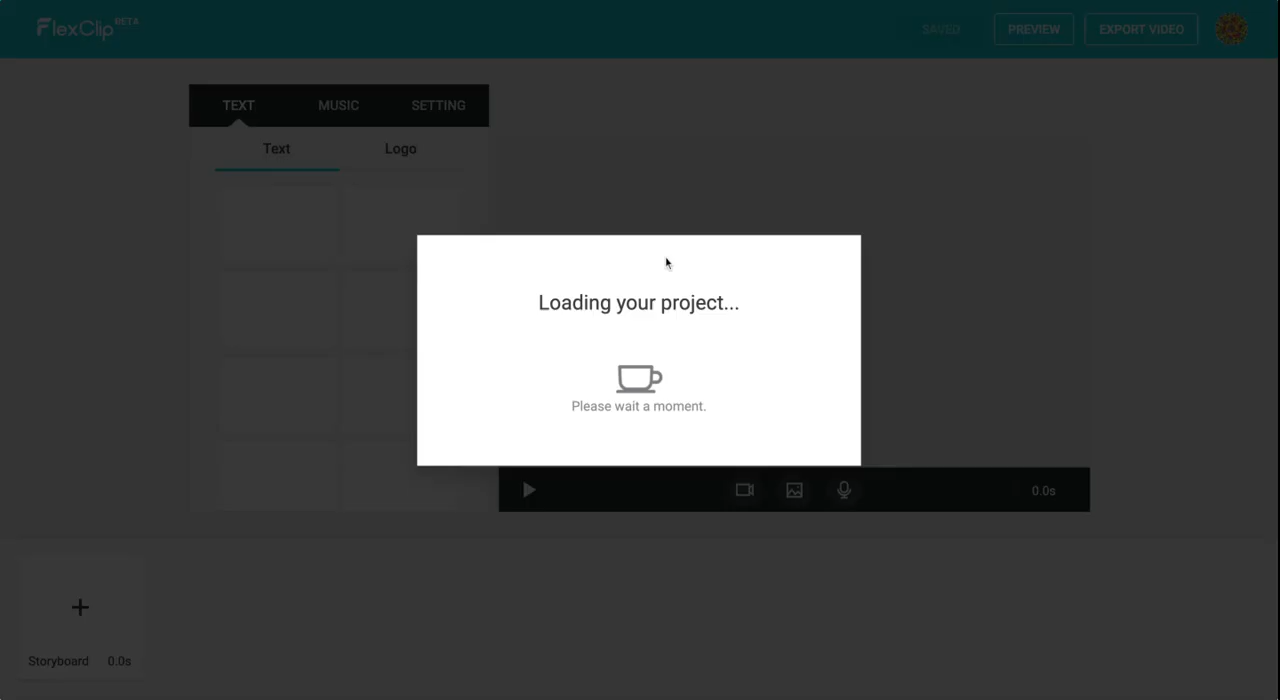 FlexClip BETA
SAVED
PREVIEW
EXPORT VIDEO
TEXT
MUSIC
SETTING
Text
Logo
Loading your project...
Please wait a moment.
0.0s
Storyboard 0.0s